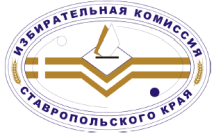 ИЗБИРАТЕЛЬНАЯ КОМИССИЯ
СТАВРОПОЛЬСКОГО КРАЯ